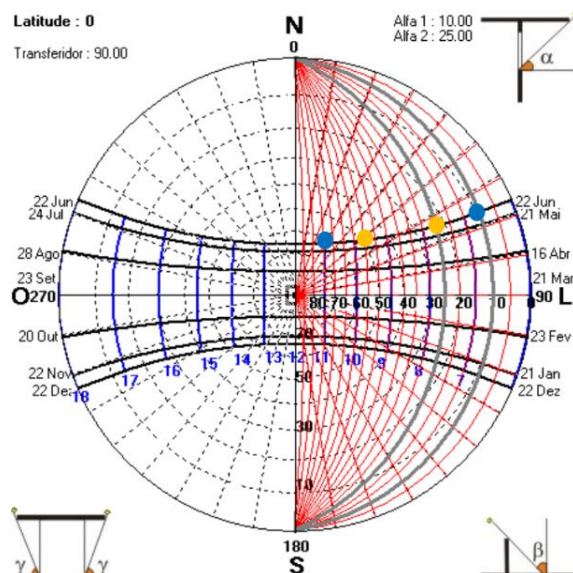 Latitude : 0
N
Alfa 1 : 10.00
Alfa 2 : 25.00
Transferidor : 90.00
0
α
22 Jun
22 Jun
24 Jul
21 Mai
28 Ago
16 Abr
23 Set
21 Mar
O 270
80 70 60 50 40 30 20
90 L
20 Out
23 Fev
13 12 11 10 9 8 7
18 17 16 15 14
50
22 Nov
21 Jan
22 Dez
22 Dez
30
10
180
S
γ γ
β